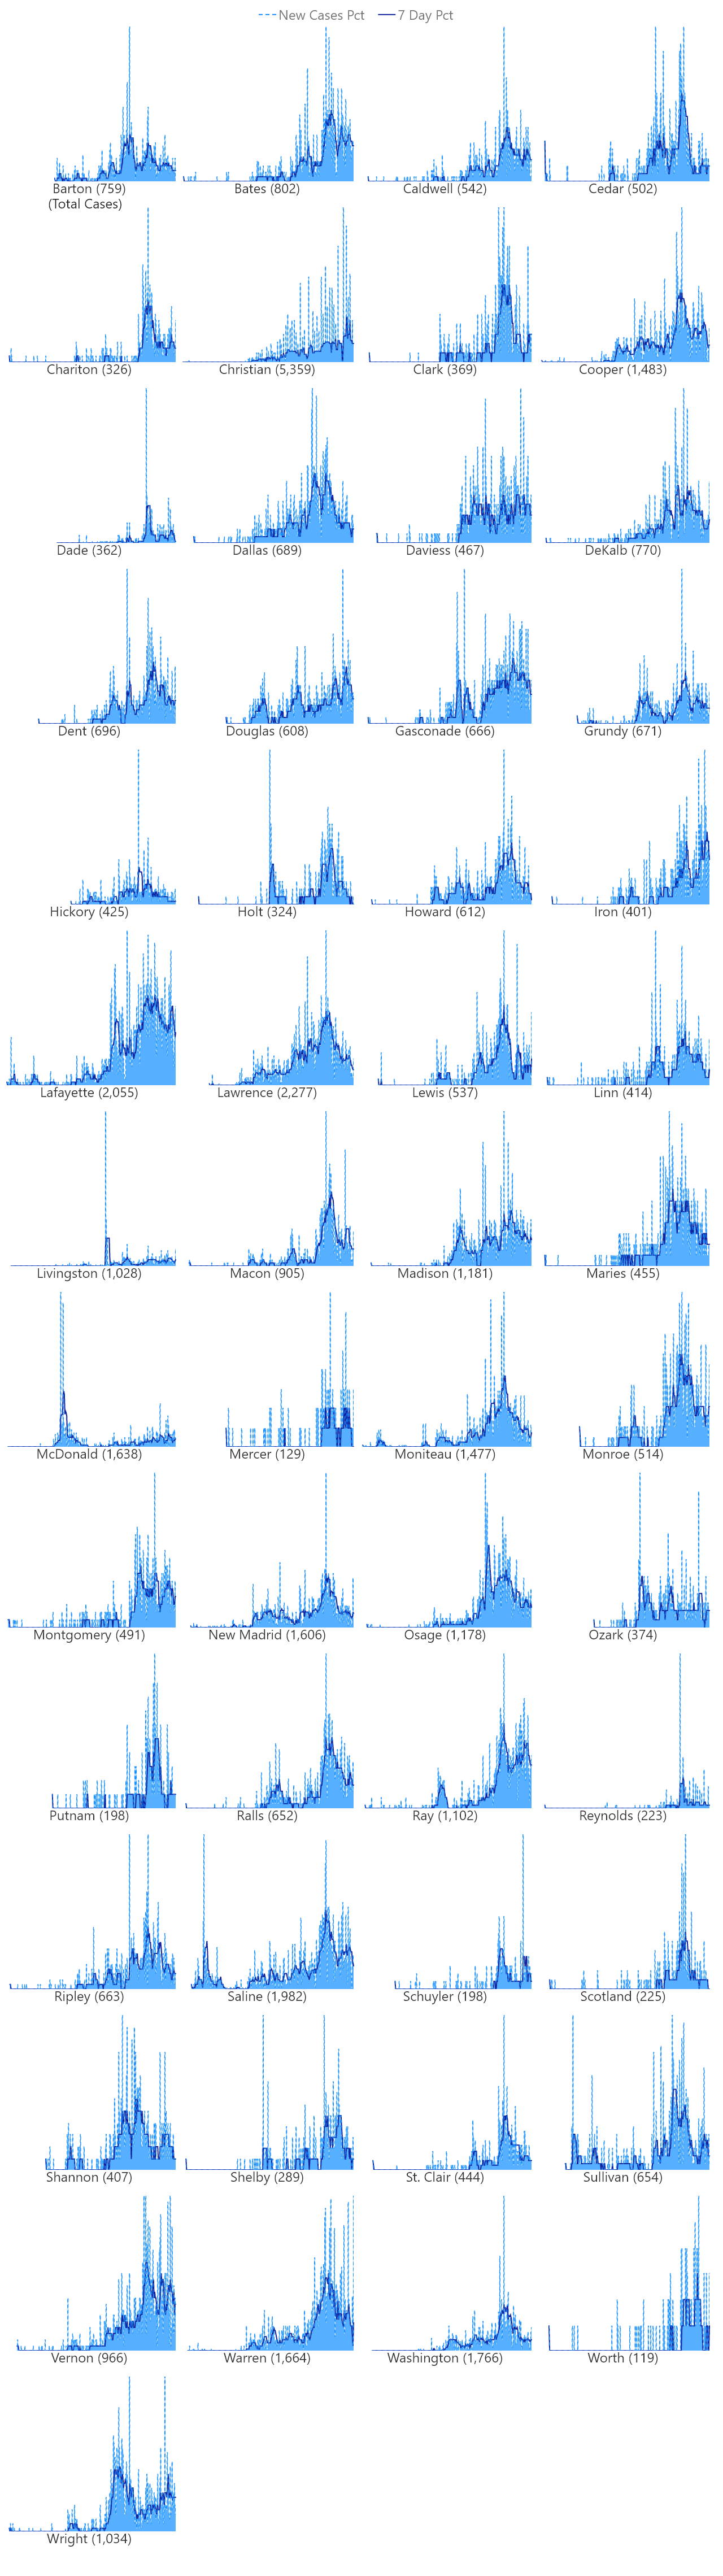 New Cases Pct 7 Day Pct
Barton (759) Bates (802) Caldwell (542) Cedar (502)
(Total Cases)
Chariton (326) Christian (5,359) Clark (369) Cooper (1,483)
Dade (362) Dallas (689) Daviess (467) DeKalb (770)
Dent (696) Douglas (608) Gasconade (666) Grundy (671)
Hickory (425) Holt (324) Howard (612) Iron (401)
Lafayette (2,055) Lawrence (2,277) Lewis (537) Linn (414)
Livingston (1,028) Macon (905) Madison (1,181) Maries (455)
McDonald (1,638) Mercer (129) Moniteau (1,477) Monroe (514)
Montgomery (491) New Madrid (1,606) Osage (1,178) Ozark (374)
Putnam (198) Ralls (652) Ray (1,102) Reynolds (223)
Ripley (663) Saline (1,982) Schuyler (198) Scotland (225)
Shannon (407) Shelby (289) St. Clair (444) Sullivan (654)
Vernon (966) Warren (1,664) Washington (1,766) Worth (119)
Wright (1,034)